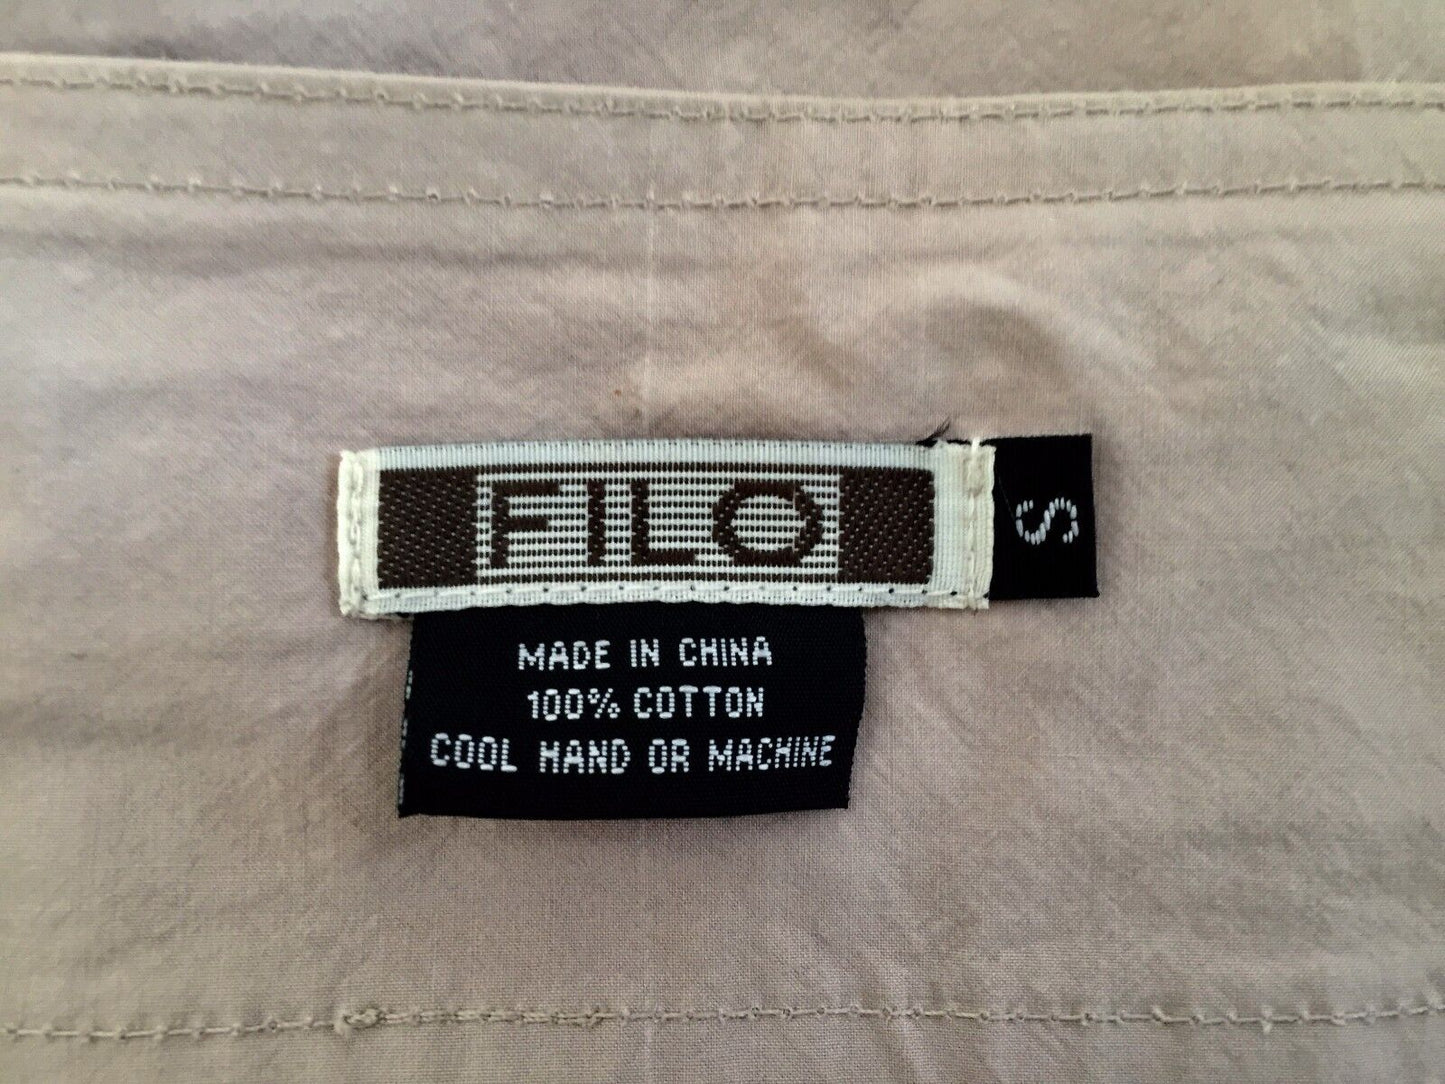 FILO
S
MADE IN CHINA
100% COTTON
COOL HAND OR MACHINE